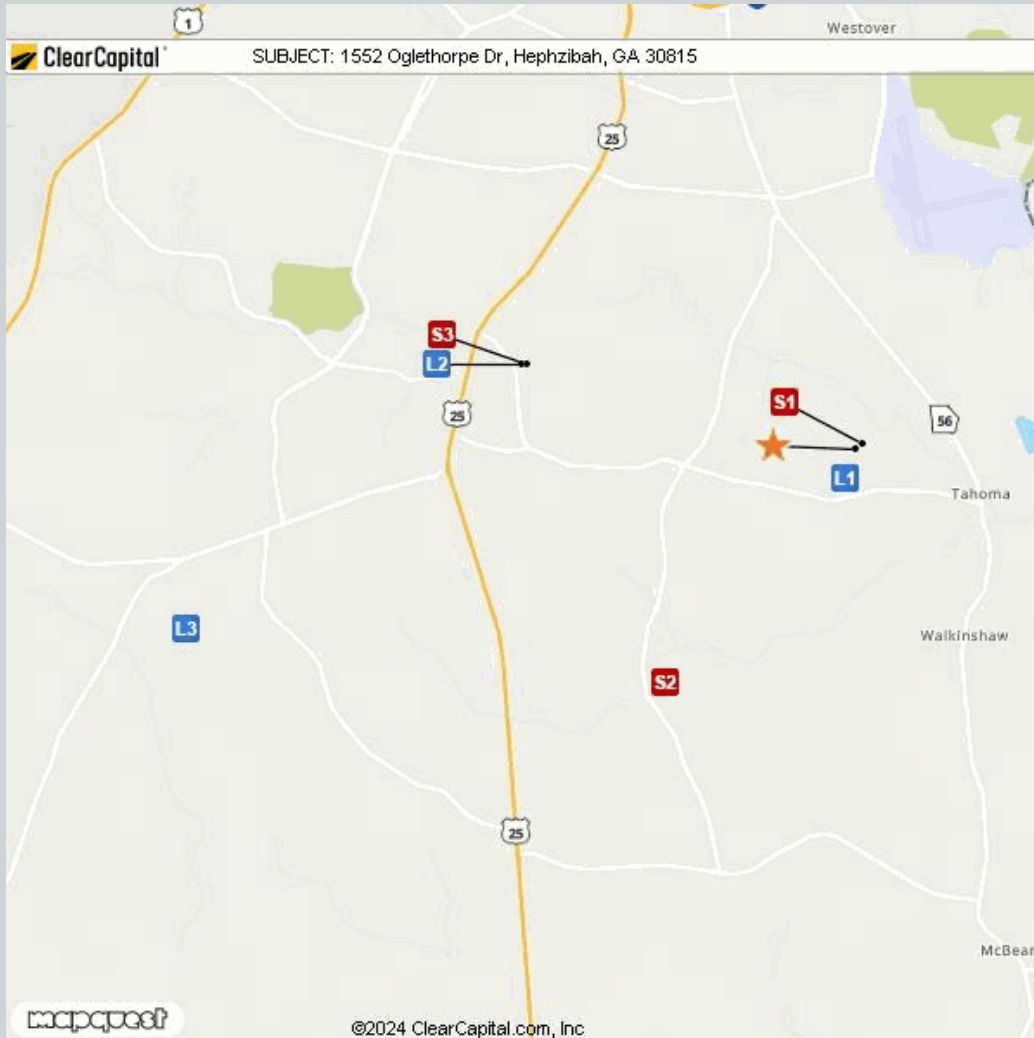 1
Westover
ClearCapital
SUBJECT: 1552 Oglethorpe Dr, Hephzibah, GA 30815
25
S3
L2
S1
25
56
L1
Tahoma
L3
Walkinshaw
S2
25
McBean
mapquest
©2024 ClearCapital.com, Inc